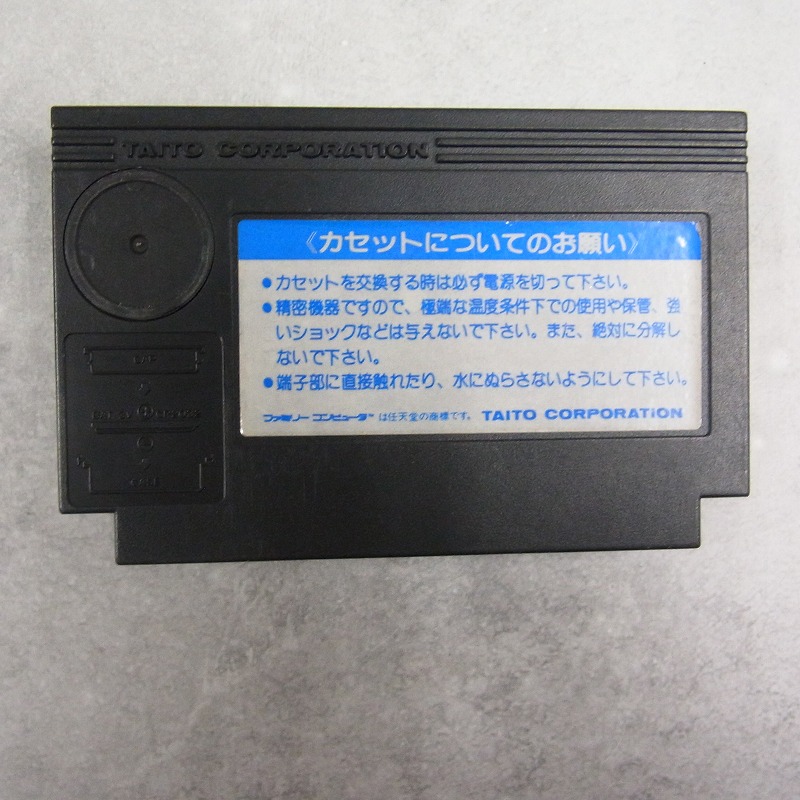 TAITO CORPORATION
《カセットについてのお願い》
●カセットを交換する時は必ず電源を切って下さい。
●精密機器ですので、極端な温度条件下での使用や保管、強
いショックなどは与えないで下さい。また、絶対に分解し
ないで下さい。
●端子部に直接触れたり、水にぬらさないようにして下さい。
ファミリーコンピュータ™は任天堂の商標です。 TAITO CORPORATION